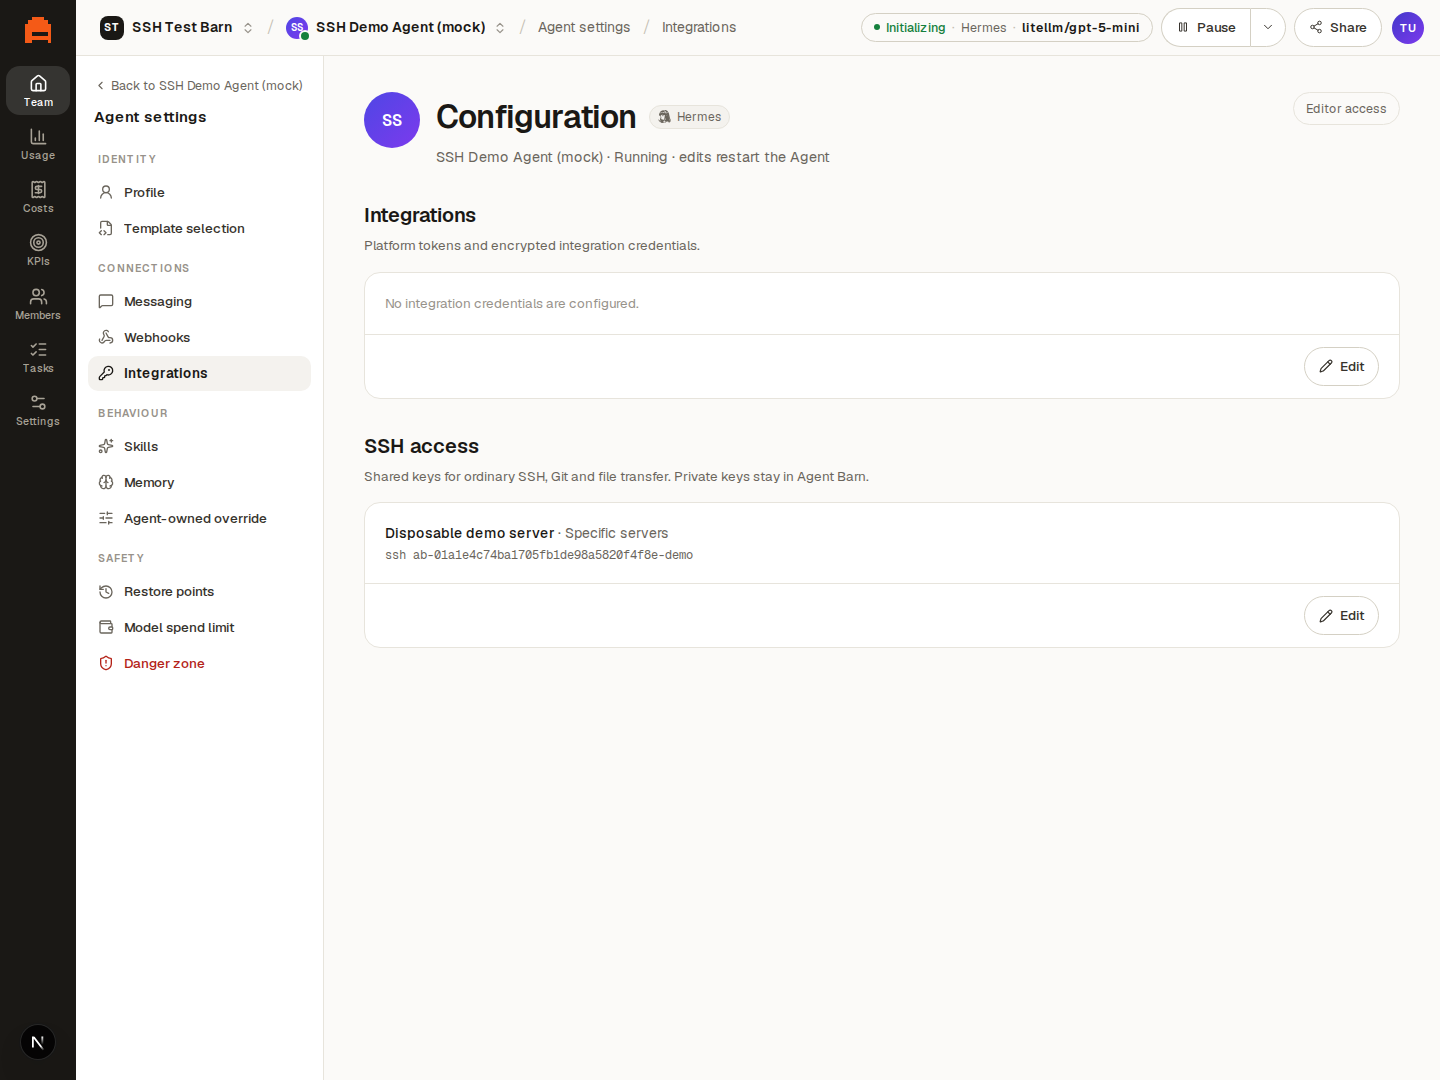 ST SSH Test Barn / SS SSH Demo Agent (mock) / Agent settings / Integrations
Initializing · Hermes · litellm/gpt-5-mini
Pause
Share
TU
Team
Usage
Costs
KPIs
Members
Tasks
Settings
N
Back to SSH Demo Agent (mock)
Agent settings
IDENTITY
Profile
Template selection
CONNECTIONS
Messaging
Webhooks
Integrations
BEHAVIOUR
Skills
Memory
Agent-owned override
SAFETY
Restore points
Model spend limit
Danger zone
SS
Configuration
Hermes
Editor access
SSH Demo Agent (mock) · Running · edits restart the Agent
Integrations
Platform tokens and encrypted integration credentials.
No integration credentials are configured.
Edit
SSH access
Shared keys for ordinary SSH, Git and file transfer. Private keys stay in Agent Barn.
Disposable demo server · Specific servers
ssh ab-01a1e4c74ba1705fb1de98a5820f4f8e-demo
Edit